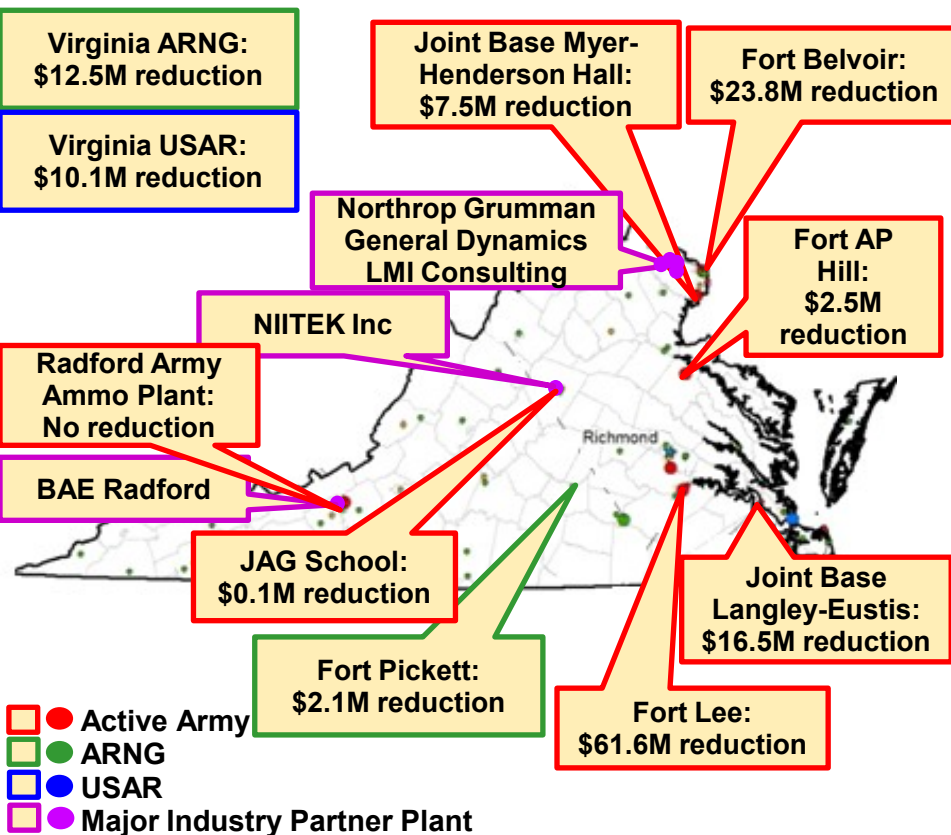 Virginia ARNG:
$12.5M reduction
Virginia USAR:
$10.1M reduction
Joint Base Myer-
Henderson Hall:
$7.5M reduction
Fort Belvoir:
$23.8M reduction
Northrop Grumman
General Dynamics
LMI Consulting
Fort AP
Hill:
$2.5M
reduction
NIITEK Inc
Radford Army
Ammo Plant:
No reduction
BAE Radford
Richmond
JAG School:
$0.1M reduction
Joint Base
Langley-Eustis:
$16.5M reduction
Fort Pickett:
$2.1M reduction
Fort Lee:
$61.6M reduction
Active Army
ARNG
USAR
Major Industry Partner Plant